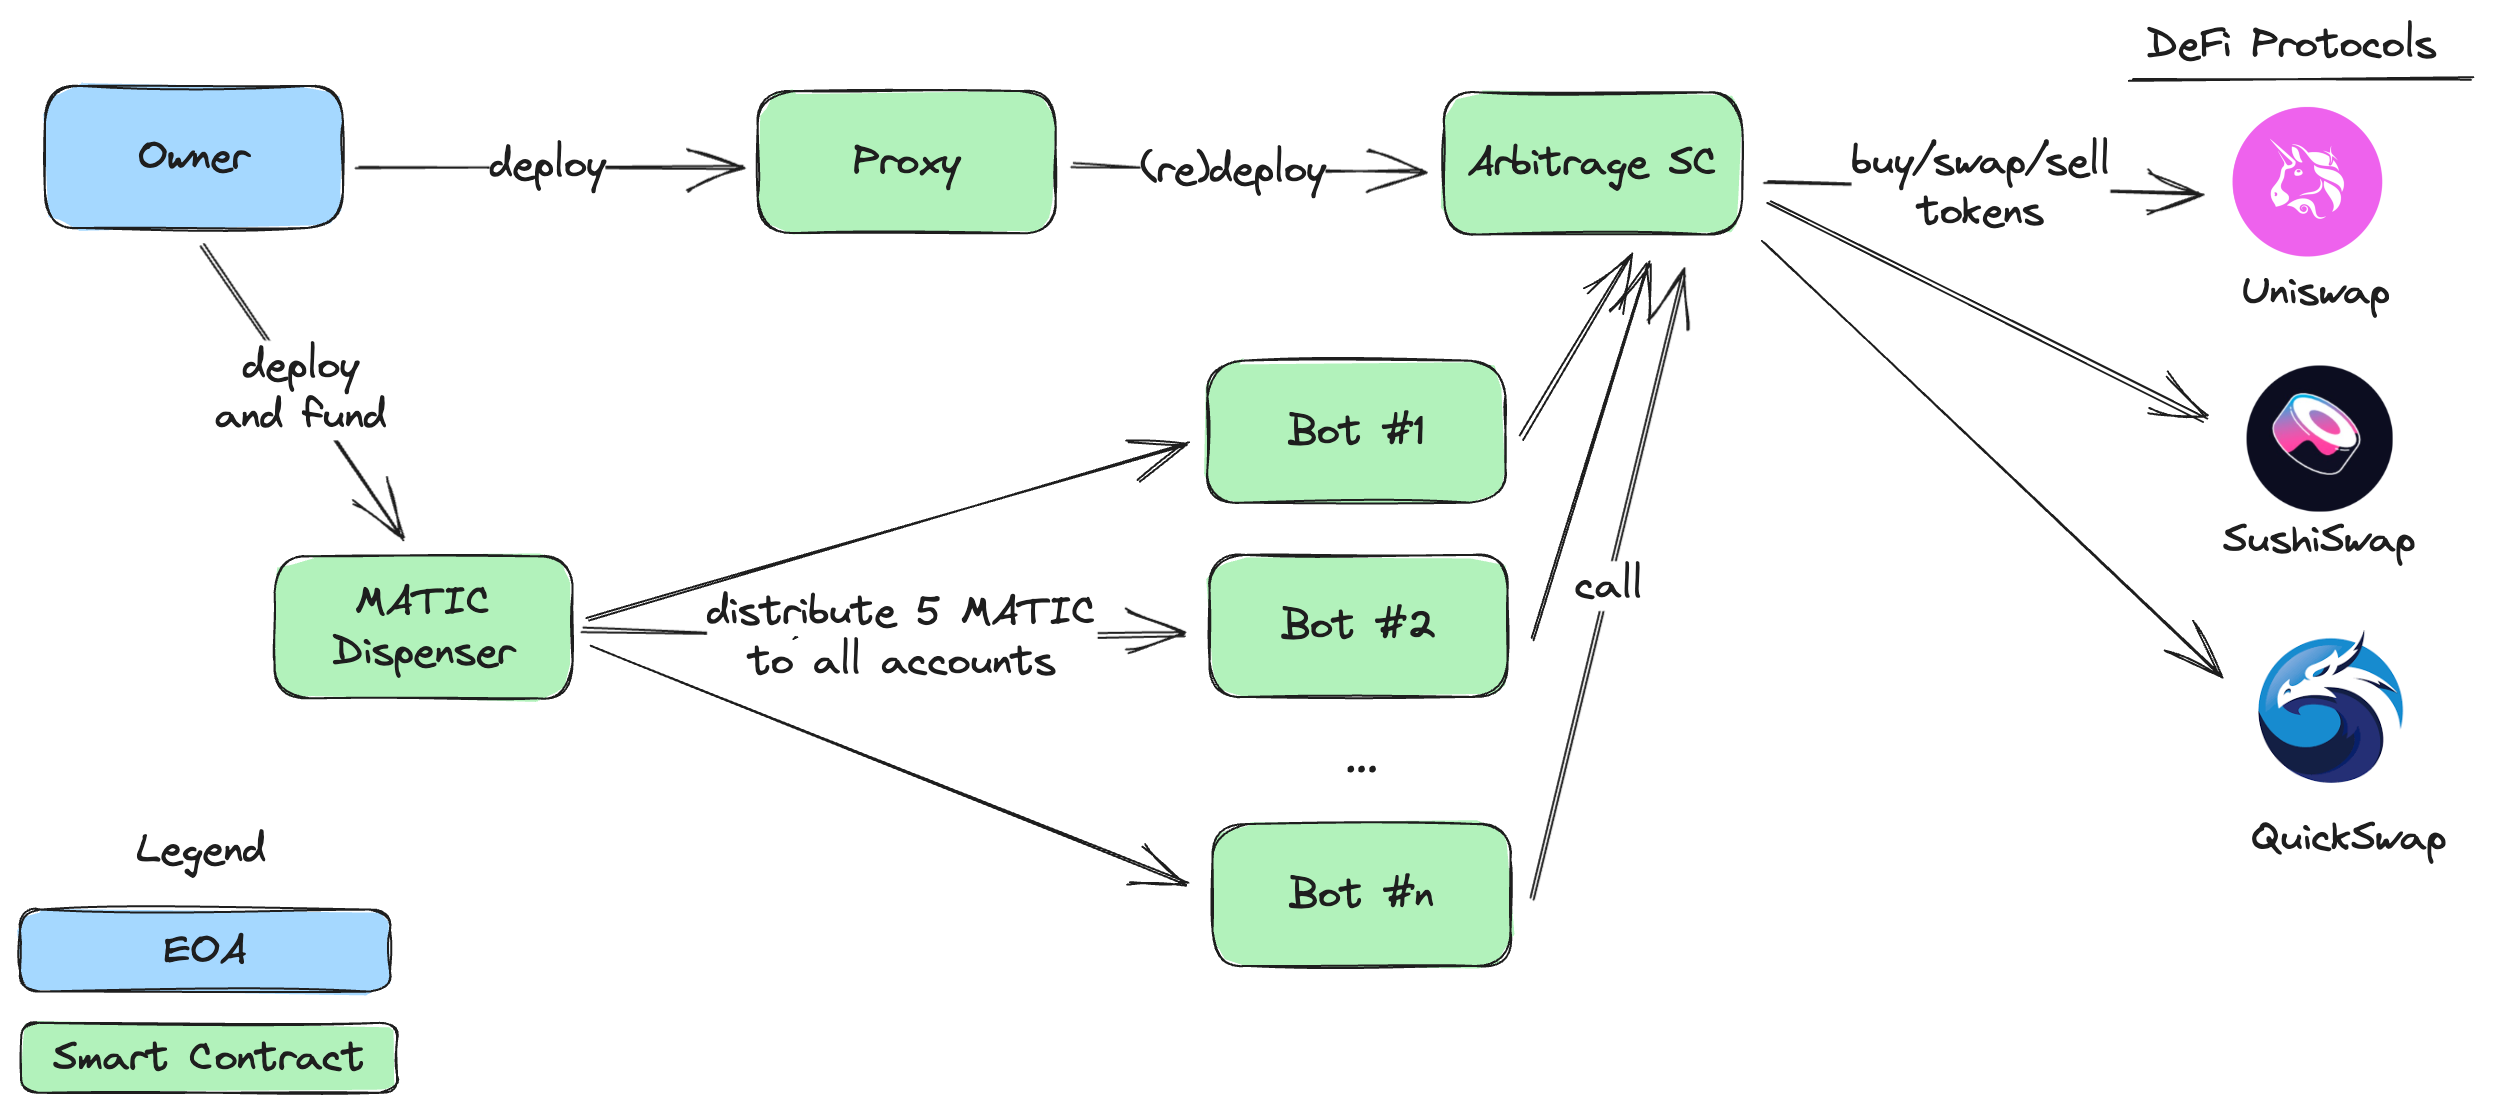 DeFi Protocols
Owner
deploy
Proxy
(re)deploy
Arbitrage SC
buy/swap/sell
tokens
Uniswap
deploy
and fund
Bot #1
SushiSwap
MATIC
Dispenser
distribute 5 MATIC
to all accounts
Bot #2
call
...
QuickSwap
Bot #n
Legend
EOA
Smart Contract